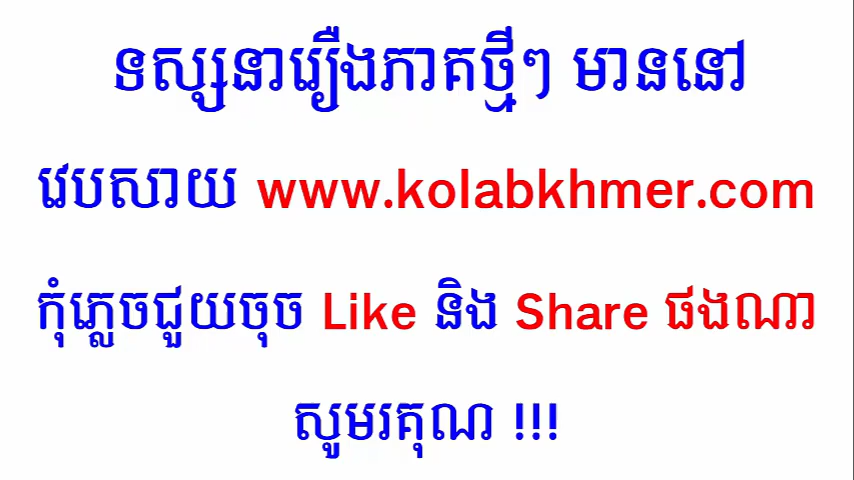 ទស្សនារឿងភាគថ្មីៗ មាននៅ
វេបសាយ www.kolabkhmer.com
កុំភ្លេចជួយចុច Like និង Share ផងណា
សូមរគុណ !!!